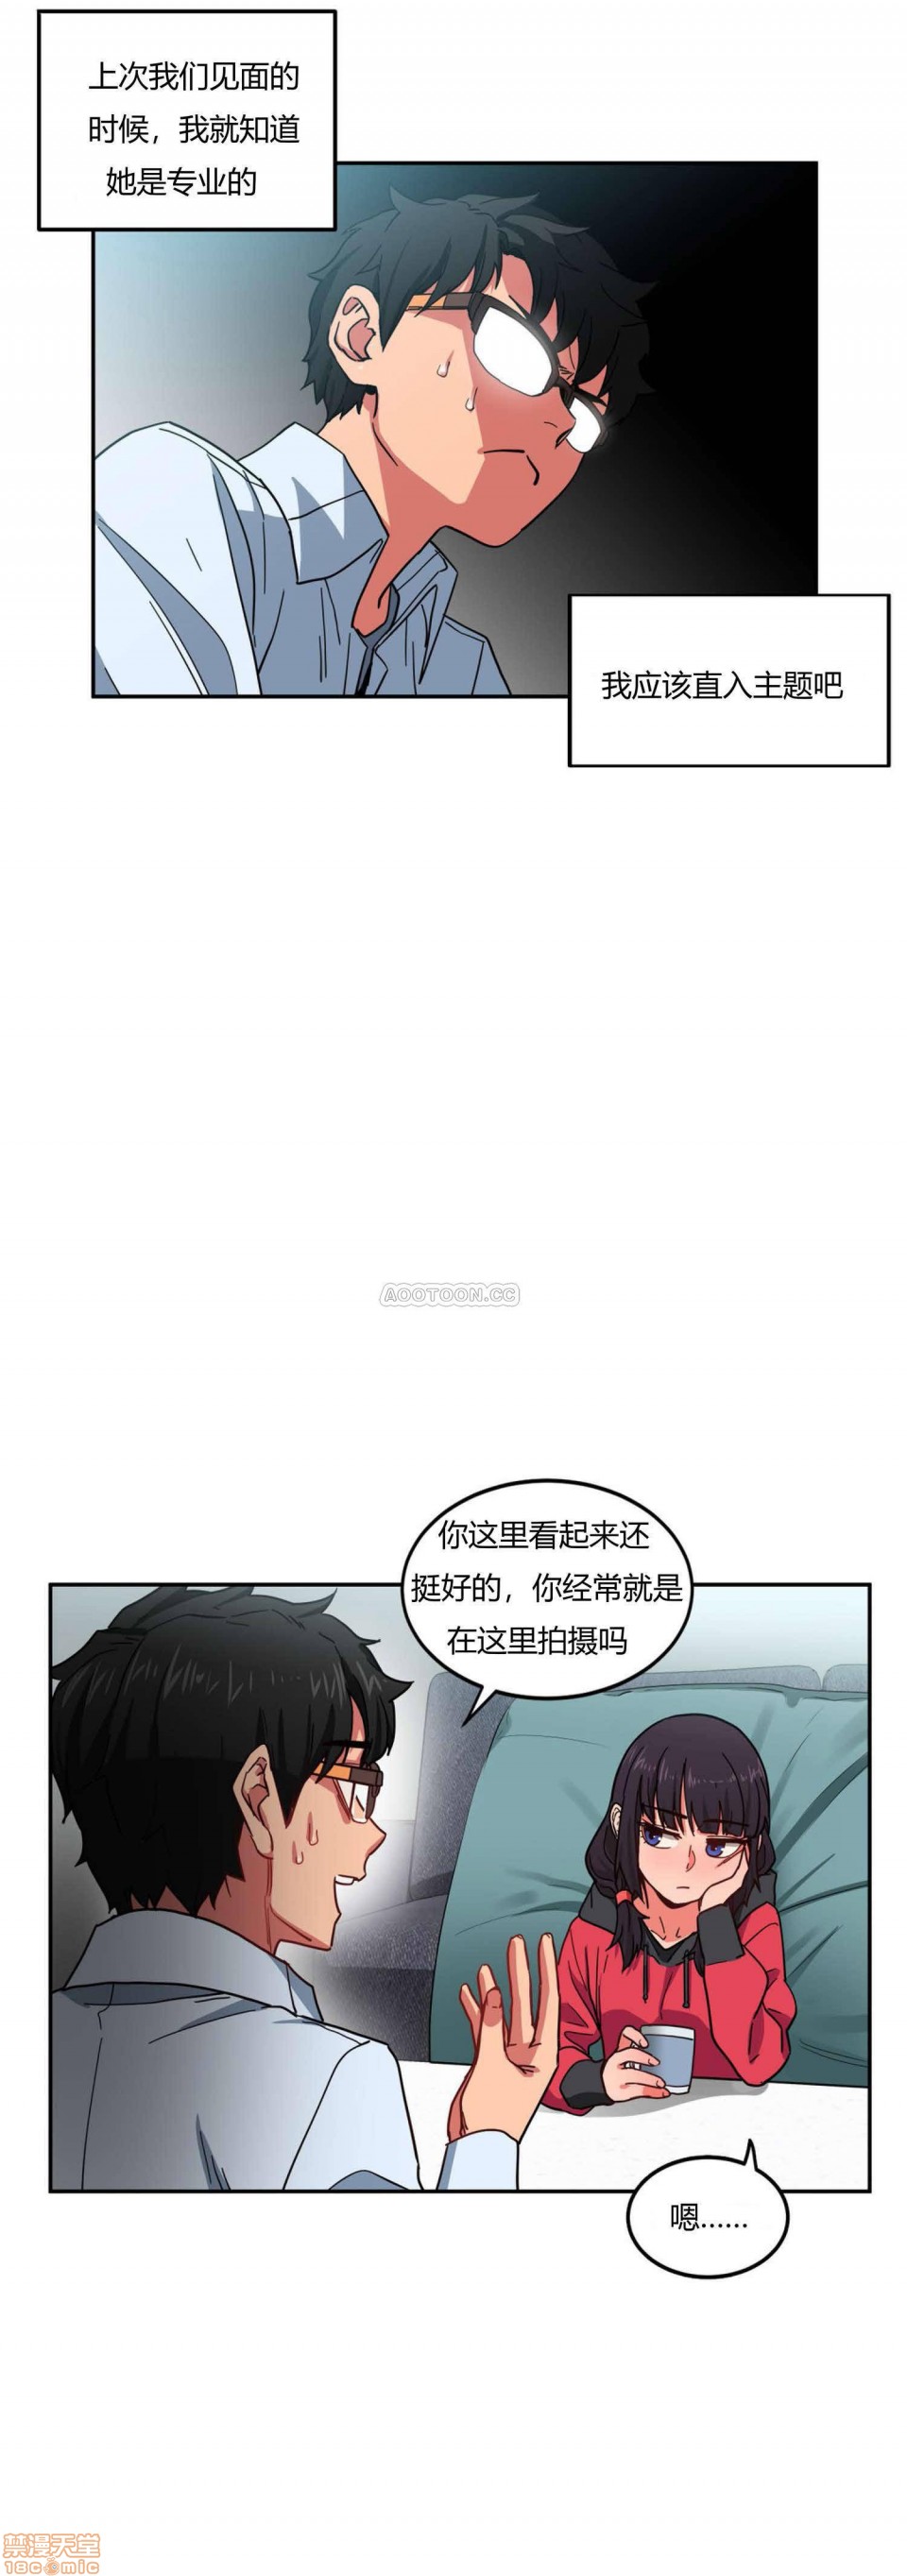 上次我们见面的
时候，我就知道
她是专业的
我应该直入主题吧
AOOTOON.CC
你这里看起来还
挺好的，你经常就是
在这里拍摄吗
嗯……
禁漫天堂
18comic